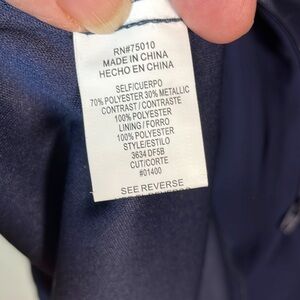 RN#75010
MADE IN CHINA
HECHO EN CHINA
SELF/CUERPO
70% POLYESTER 30% METALLIC
CONTRAST / CONTRASTE
100% POLYESTER
LINING / FORRO
100% POLYESTER
STYLE/ESTILO
3634 DF5B
CUT/CORTE
#01400
SEE REVERSE